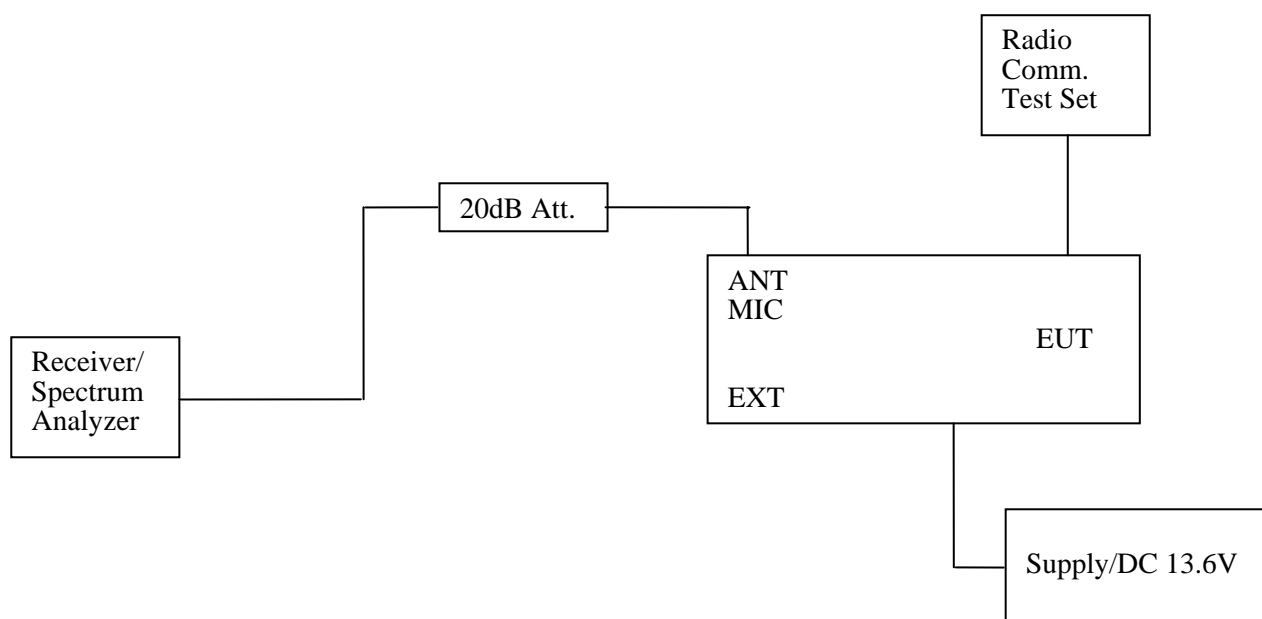 Radio
Comm.
Test Set
20dB Att.
ANT
MIC
EUT
EXT
Receiver/
Spectrum
Analyzer
Supply/DC 13.6V